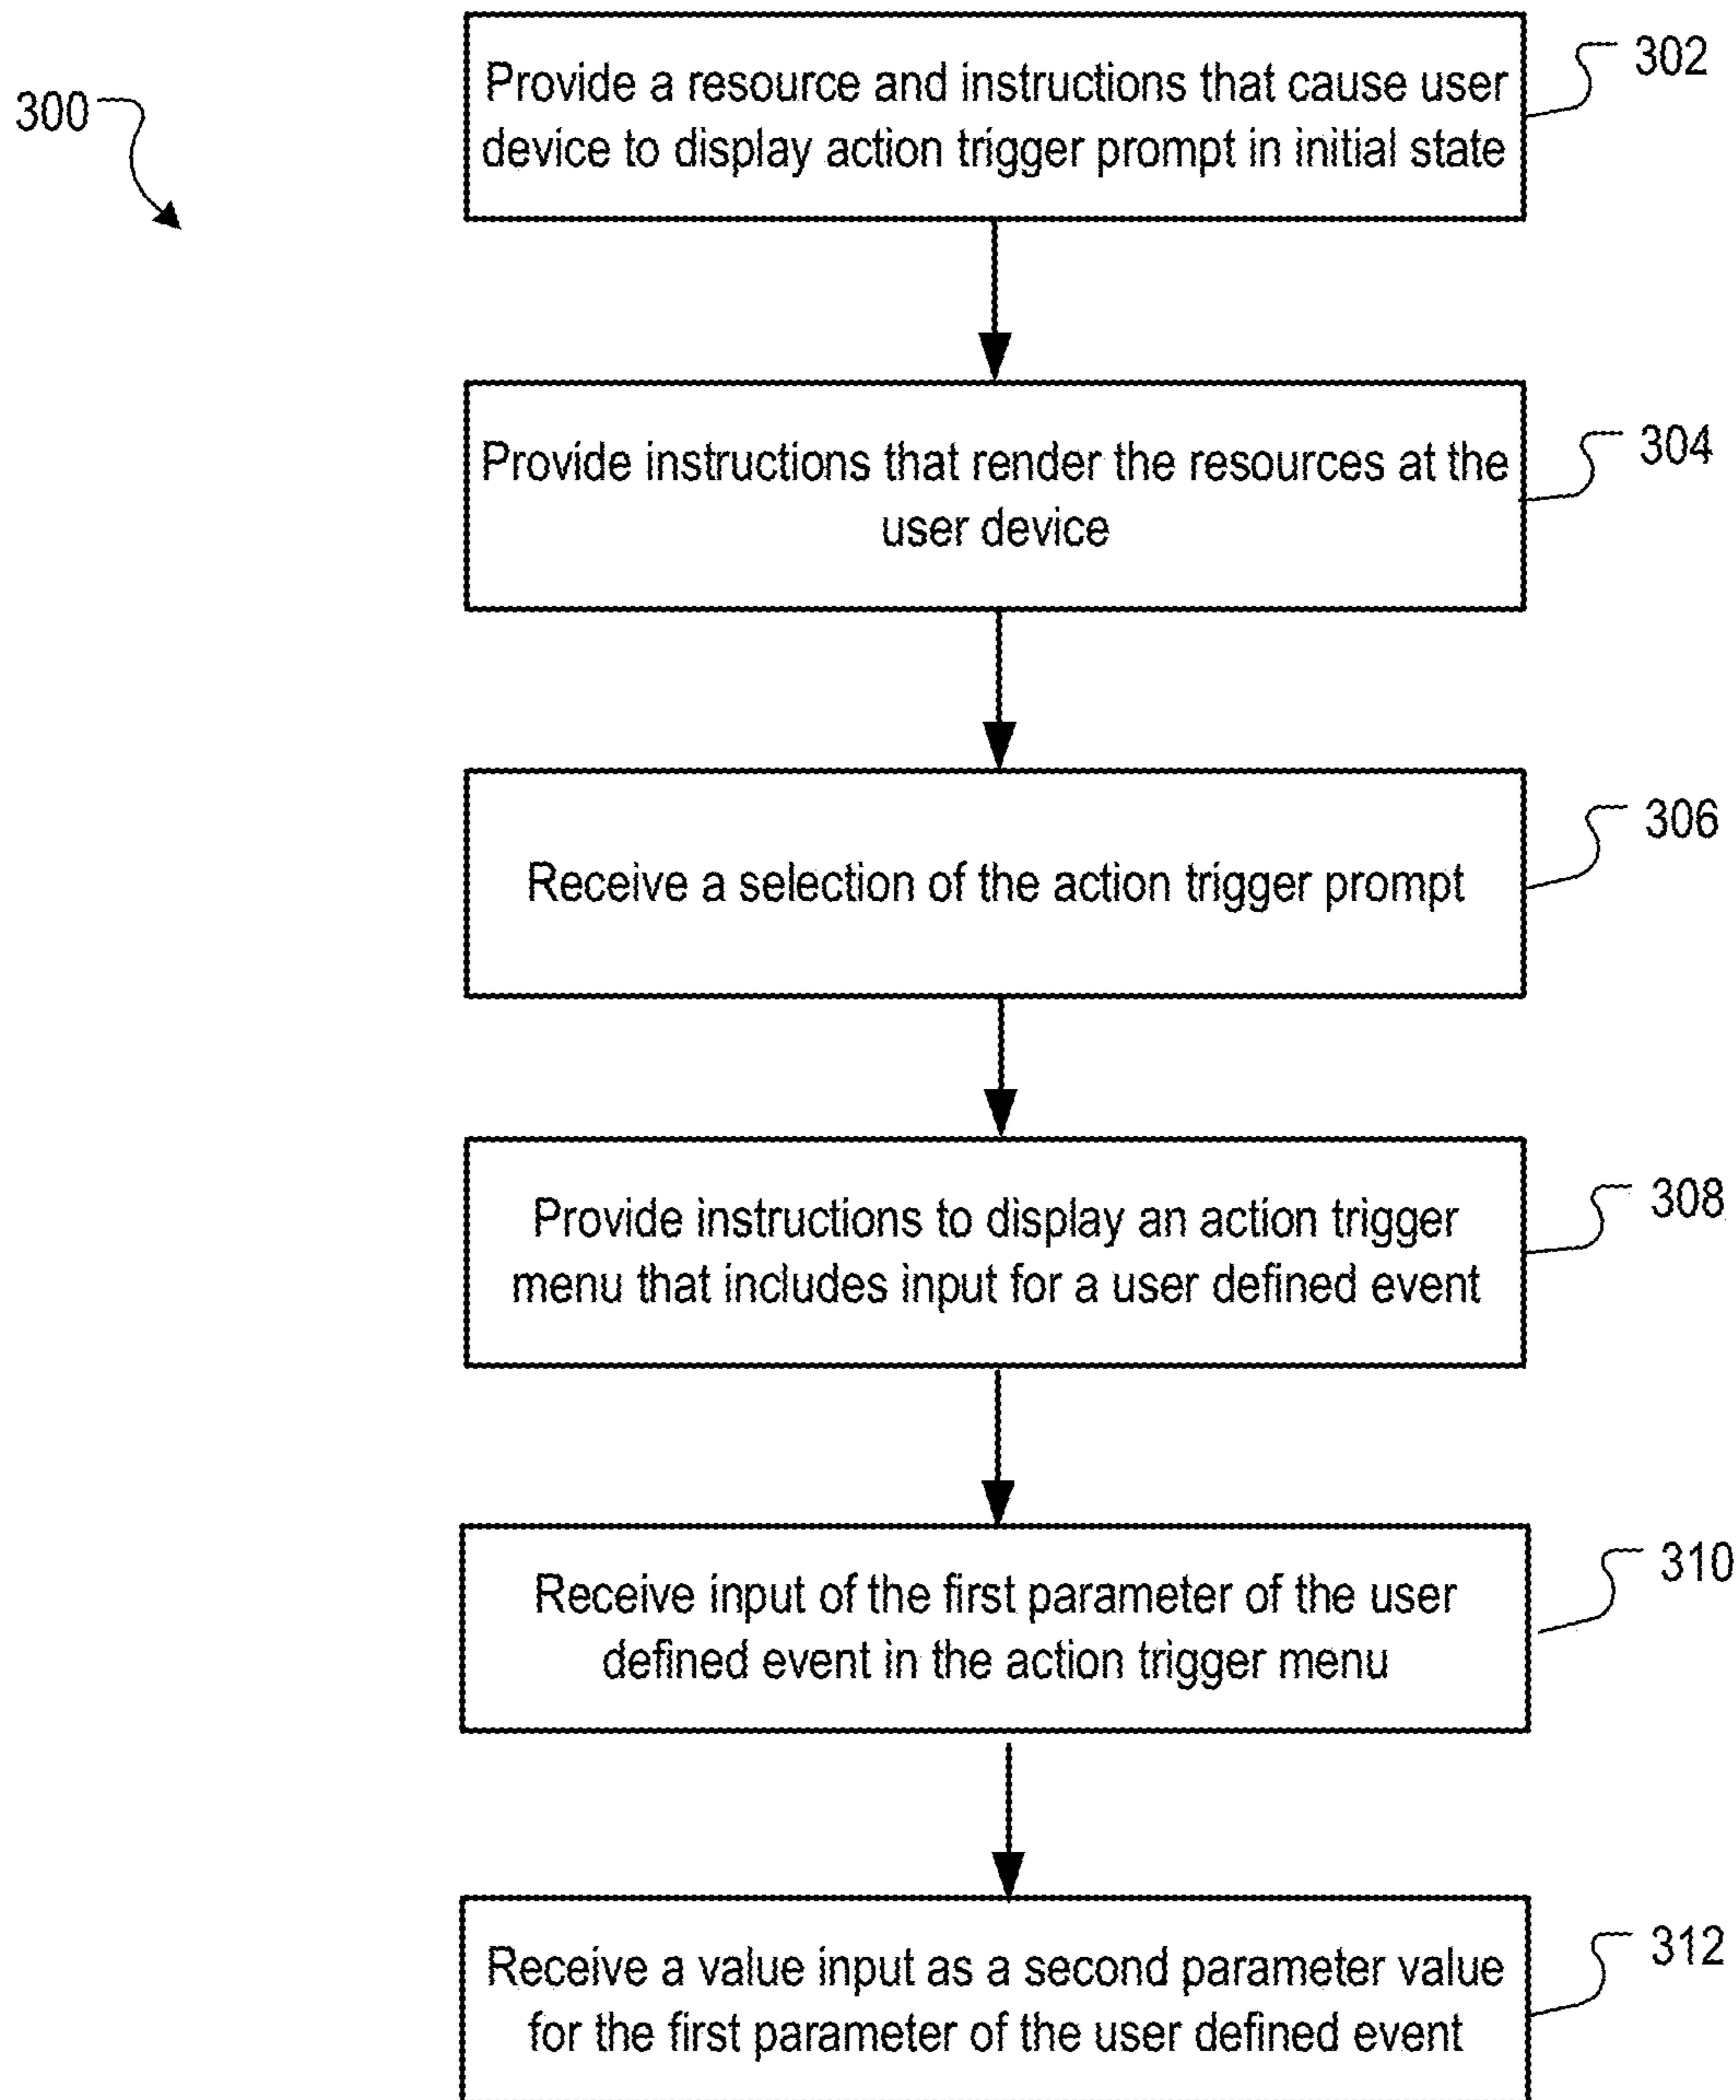 300
Provide a resource and instructions that cause user
device to display action trigger prompt in initial state
302
Provide instructions that render the resources at the
user device
304
Receive a selection of the action trigger prompt
306
Provide instructions to display an action trigger
menu that includes input for a user defined event
308
Receive input of the first parameter of the user
defined event in the action trigger menu
310
Receive a value input as a second parameter value
for the first parameter of the user defined event
312